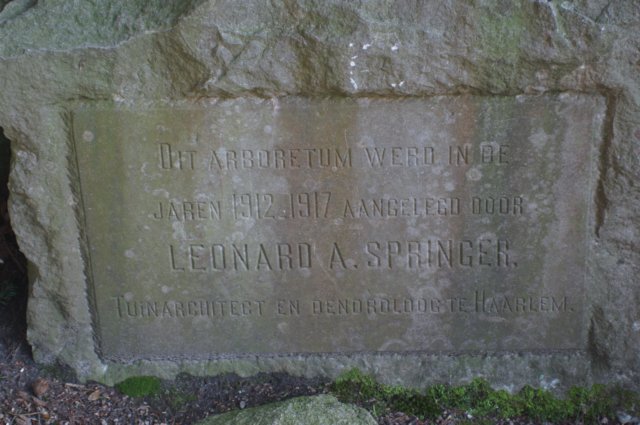 DIT ARBORETUM WERD IN DE
JAREN 1912-1917 AANGELEGD DOOR
LEONARD A. SPRINGER.
TUINARCHITECT EN DENDROLOOG TE HAARLEM.